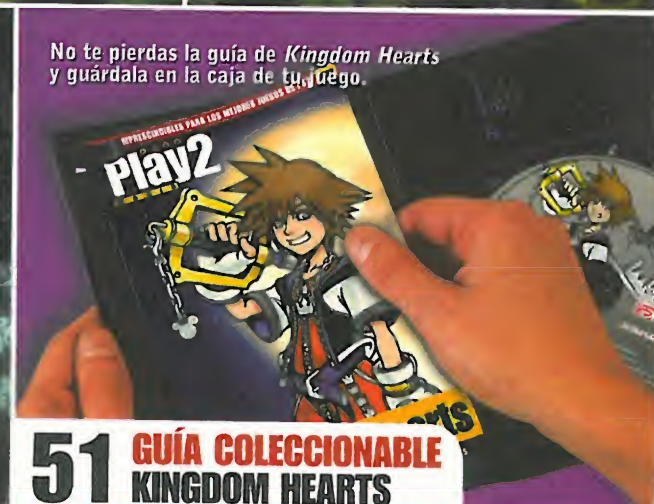 No te pierdas la guía de Kingdom Hearts
y guárdala en la caja de tu juego.
IMPRESCINDIBLES PARA LOS MEJORES JUEGOS DE
Play2
arts
51 GUÍA COLECCIONABLE
KINGDOM HEARTS